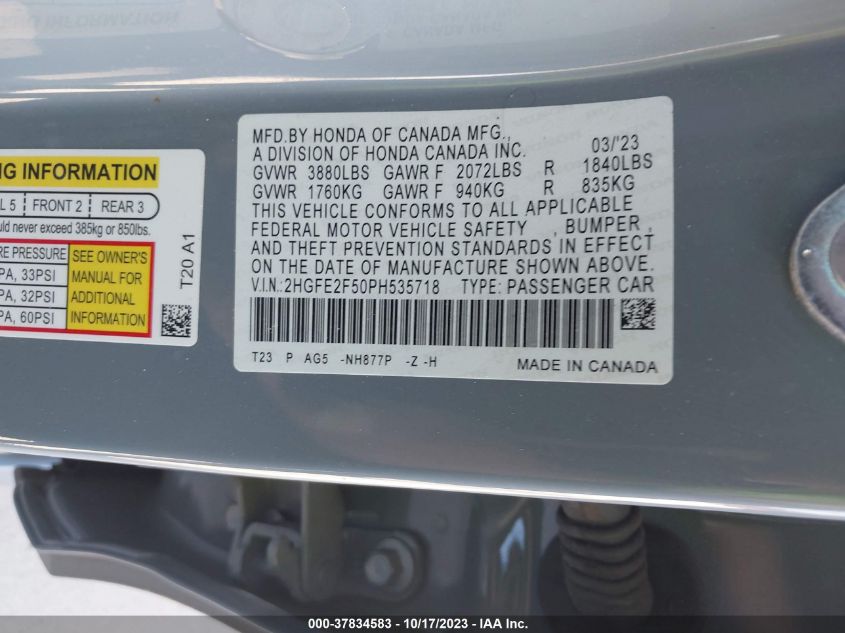 NG INFORMATION
L 5 FRONT 2 REAR 3
uld never exceed 385kg or 850lbs.
RE PRESSURE
PA, 33PSI
PA, 32PSI
PA, 60PSI
SEE OWNER'S
MANUAL FOR
ADDITIONAL
INFORMATION
T20 A1
MFD.BY HONDA OF CANADA MFG.,
A DIVISION OF HONDA CANADA INC. 03/'23
GVWR 3880LBS GAWR F 2072LBS R 1840LBS
GVWR 1760KG GAWR F 940KG R 835KG
THIS VEHICLE CONFORMS TO ALL APPLICABLE
FEDERAL MOTOR VEHICLE SAFETY , BUMPER ,
AND THEFT PREVENTION STANDARDS IN EFFECT
ON THE DATE OF MANUFACTURE SHOWN ABOVE.
V.I.N.:2HGFE2F50PH535718 TYPE: PASSENGER CAR
T23 P AG5 -NH877P -Z -H MADE IN CANADA
000-37834583 / 10/17/2023 - IAA Inc.